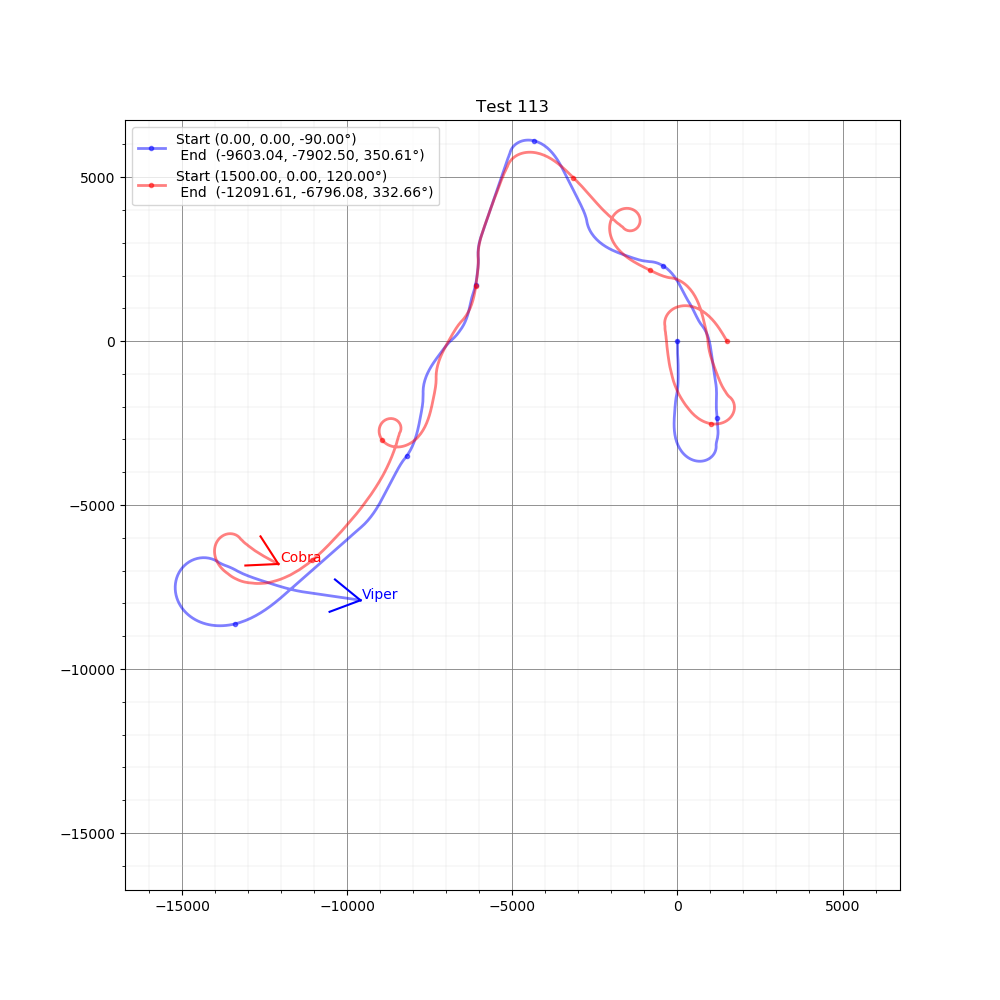 Test 113
Start (0.00, 0.00, -90.00°)
End  (-9603.04, -7902.50, 350.61°)
Start (1500.00, 0.00, 120.00°)
End  (-12091.61, -6796.08, 332.66°)
5000
0
−5000
−10000
−15000
Cobra
Viper
−15000
−10000
−5000
0
5000